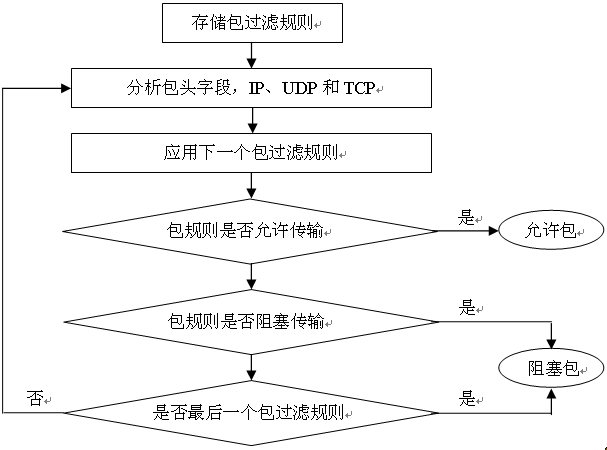 存储包过滤规则
分析包头字段，IP、UDP 和 TCP
应用下一个包过滤规则
包规则是否允许传输
是
允许包
包规则是否阻塞传输
是
阻塞包
否
是否最后一个包过滤规则
是